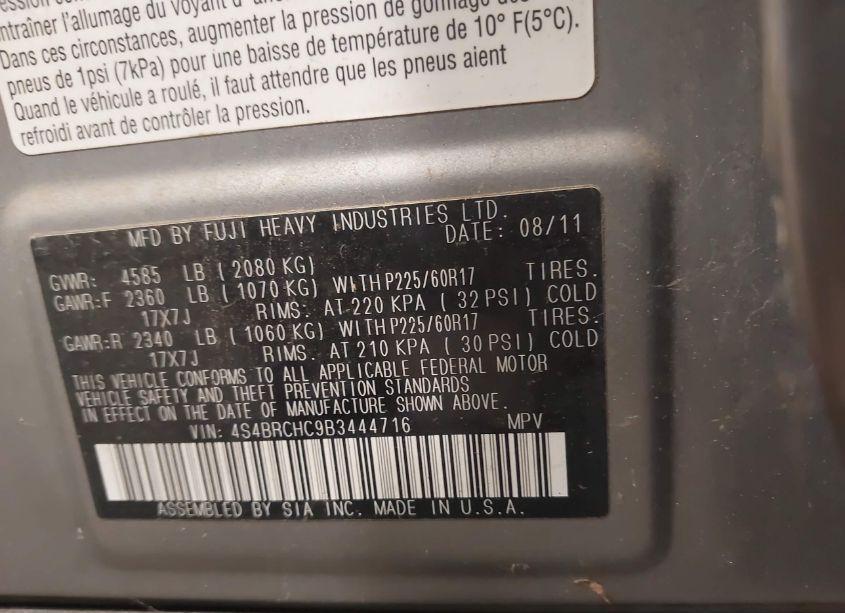 entraîner l'allumage du voyant d'
Dans ces circonstances, augmenter la pression de gonflage des
pneus de 1psi (7kPa) pour une baisse de température de 10° F(5°C).
Quand le véhicule a roulé, il faut attendre que les pneus aient
refroidi avant de contrôler la pression.
MFD BY FUJI HEAVY INDUSTRIES LTD.
DATE: 08/11
GVWR: 4585 LB ( 2080 KG)
GAWR:F 2360 LB ( 1070 KG) WITH P225/60R17 TIRES.
17X7J RIMS: AT 220 KPA ( 32 PSI) COLD
GAWR:R 2340 LB ( 1060 KG) WITH P225/60R17 TIRES.
17X7J RIMS: AT 210 KPA ( 30 PSI) COLD
THIS VEHICLE CONFORMS TO ALL APPLICABLE FEDERAL MOTOR
VEHICLE SAFETY AND THEFT PREVENTION STANDARDS
IN EFFECT ON THE DATE OF MANUFACTURE SHOWN ABOVE.
VIN: 4S4BRCHC9B3444716 MPV
ASSEMBLED BY SIA INC. MADE IN U.S.A.